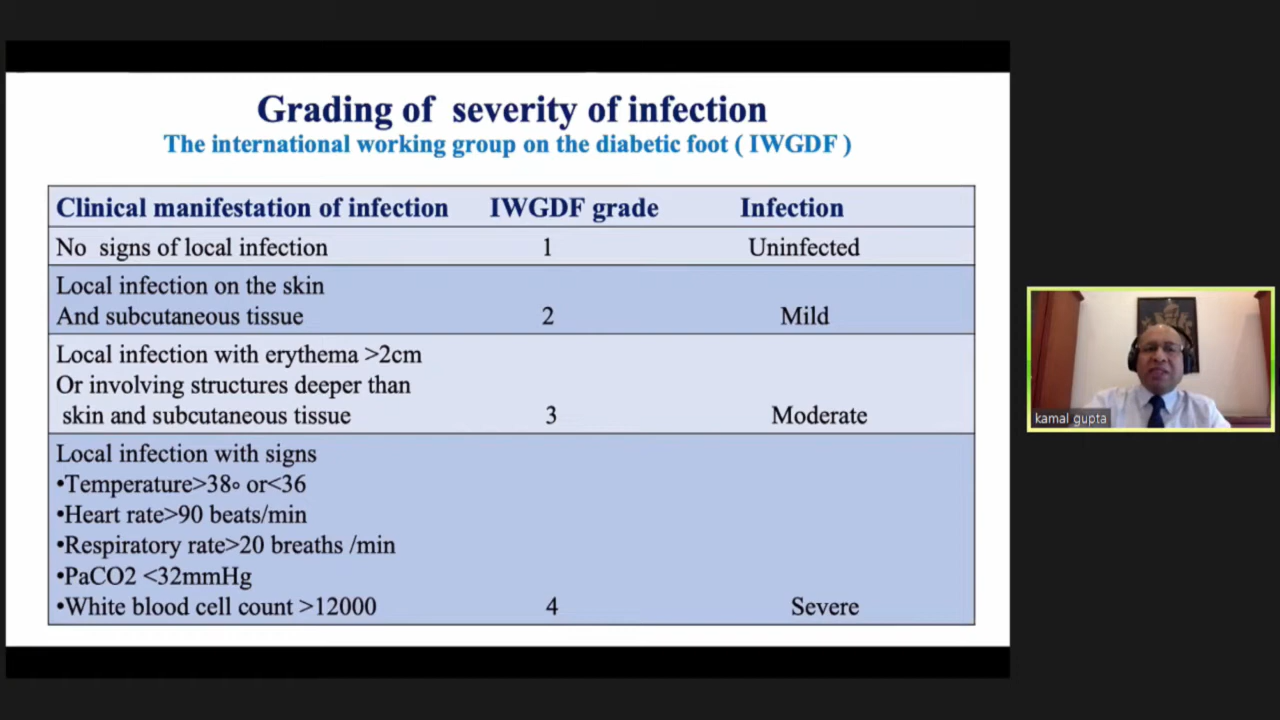 Grading of severity of infection
The international working group on the diabetic foot ( IWGDF )
Clinical manifestation of infection IWGDF grade Infection
No signs of local infection 1 Uninfected
Local infection on the skin
And subcutaneous tissue 2 Mild
Local infection with erythema >2cm
Or involving structures deeper than
skin and subcutaneous tissue 3 Moderate
Local infection with signs
•Temperature>38◦ or<36
•Heart rate>90 beats/min
•Respiratory rate>20 breaths /min
•PaCO2 <32mmHg
•White blood cell count >12000 4 Severe
kamal gupta